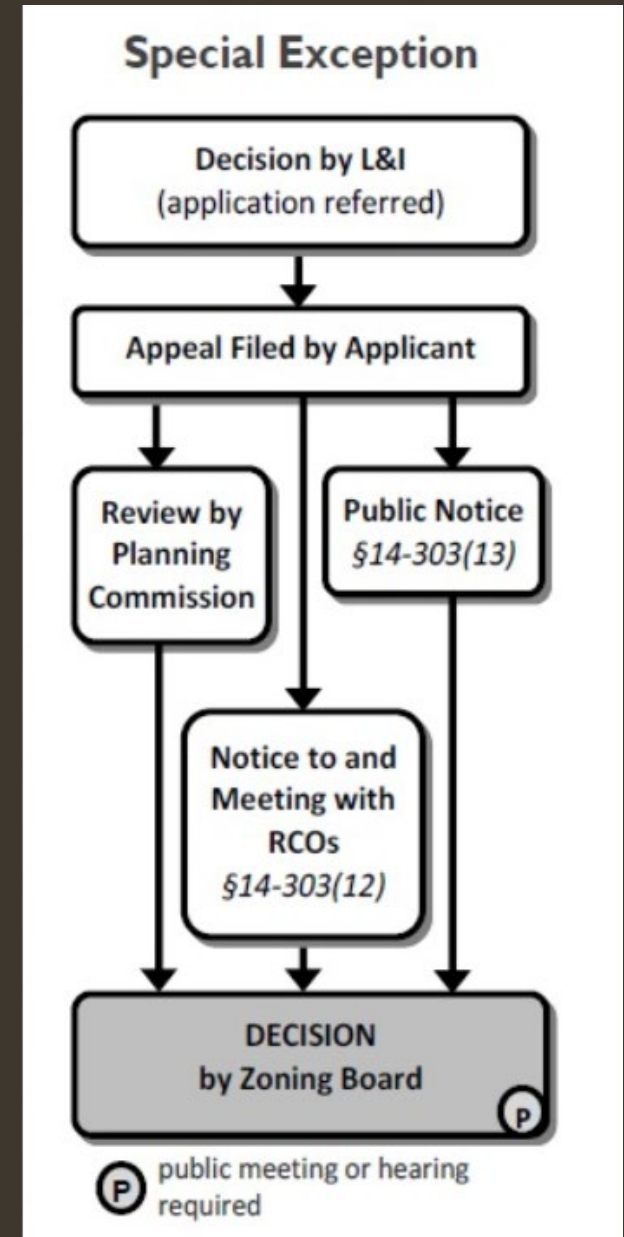 Special Exception
Decision by L&I
(application referred)
Appeal Filed by Applicant
Review by
Planning
Commission
Public Notice
§14-303(13)
Notice to and
Meeting with
RCOs
§14-303(12)
DECISION
by Zoning Board
P
P public meeting or hearing
required